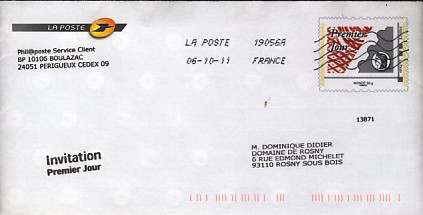 LA POSTE
Phil@poste Service Client
BP 10106 BOULAZAC
24051 PERIGUEUX CEDEX 09
LA POSTE 19056A
06-10-11 FRANCE
Premier
Jour
MONDE 20 g
13871
Invitation
Premier Jour
M. DOMINIQUE DIDIER
DOMAINE DE ROSNY
6 RUE EDMOND MICHELET
93110 ROSNY SOUS BOIS